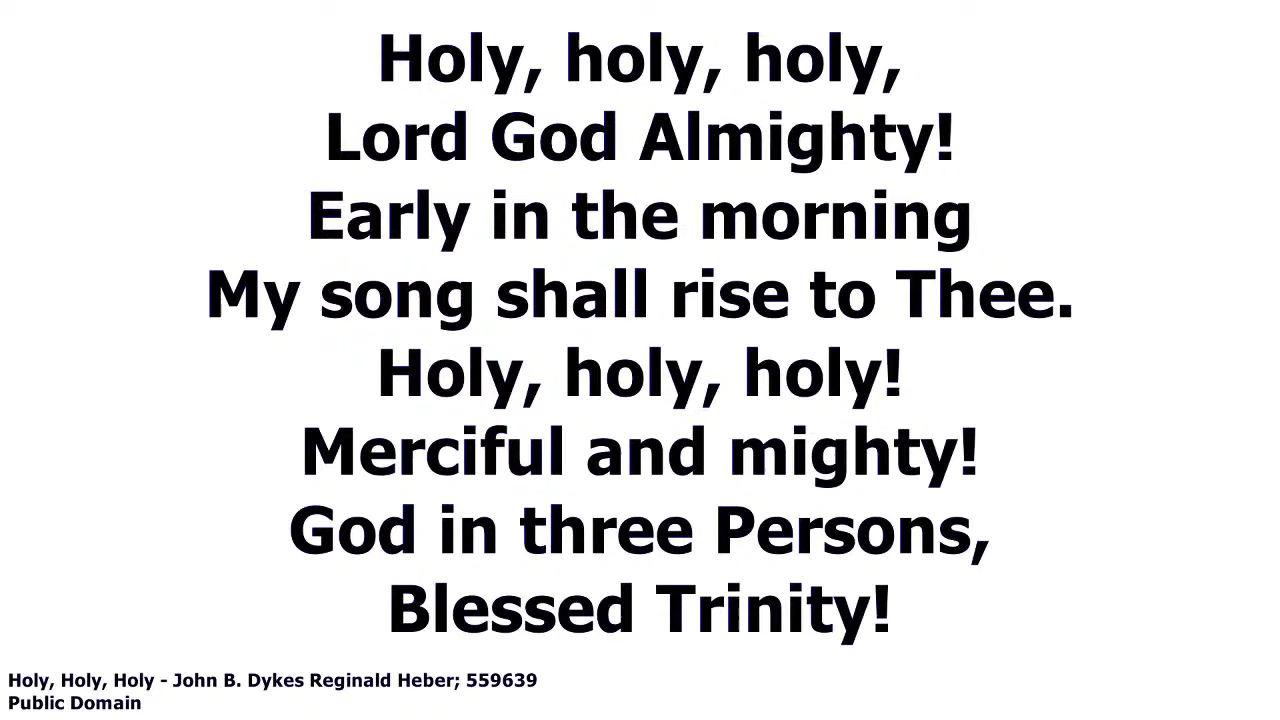 Holy, holy, holy,
Lord God Almighty!
Early in the morning
My song shall rise to Thee.
Holy, holy, holy!
Merciful and mighty!
God in three Persons,
Blessed Trinity!
Holy, Holy, Holy - John B. Dykes Reginald Heber; 559639
Public Domain